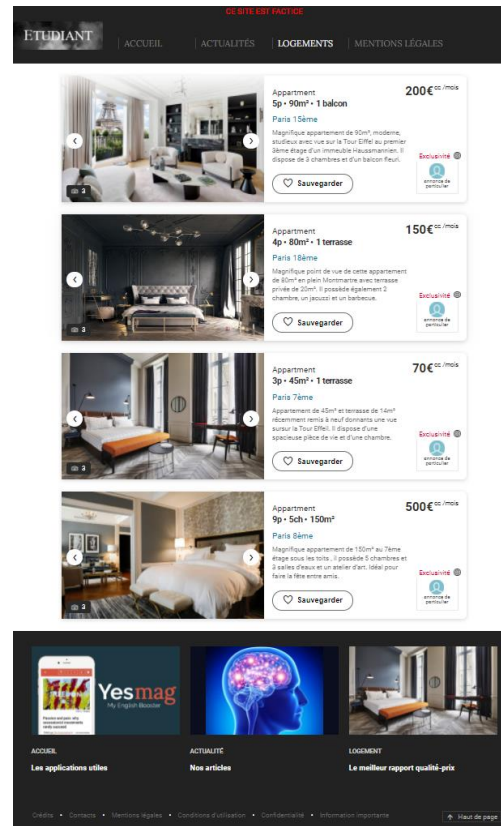 CE SITE EST FACTICE
ETUDIANT
ACCUEIL
ACTUALITÉS
LOGEMENTS
MENTIONS LÉGALES
Appartment
200€ cc /mois
5p • 90m² • 1 balcon
Paris 15ème
Magnifique appartement de 90m², moderne,
studieux avec vue sur la Tour Eiffel au premier
3ème étage d'un immeuble Haussmannien. Il
dispose de 3 chambres et d'un balcon fleuri.
Exclusivité
annonce de
particulier
3
Sauvegarder
Appartment
150€ cc /mois
4p • 80m² • 1 terrasse
Paris 18ème
Magnifique point de vue de cette appartement
de 80m² en plein Montmartre avec terrasse
privée de 20m². Il possède également 2
chambre, un jacuzzi et un barbecue.
Exclusivité
annonce de
particulier
3
Sauvegarder
Appartment
70€ cc /mois
3p • 45m² • 1 terrasse
Paris 7ème
Appartement de 45m² et terrasse de 14m²
récemment remis à neuf donnants une vue
sursur la Tour Effeil. Il dispose d'une
spacieuse pièce de vie et d'une chambre.
Exclusivité
annonce de
particulier
3
Sauvegarder
Appartment
500€ cc /mois
9p • 5ch • 150m²
Paris 8ème
Magnifique appartement de 150m² au 7ème
étage sous les toits , il possède 5 chambres et
3 salles d'eaux et un atelier d'art. Idéal pour
faire la fête entre amis.
Exclusivité
annonce de
particulier
3
Sauvegarder
Yesmag
My English Booster
ACCUEIL
Les applications utiles
ACTUALITÉ
Nos articles
LOGEMENT
Le meilleur rapport qualité-prix
Crédits • Contacts • Mentions légales • Conditions d'utilisation • Confidentialité • Information importante
Haut de page